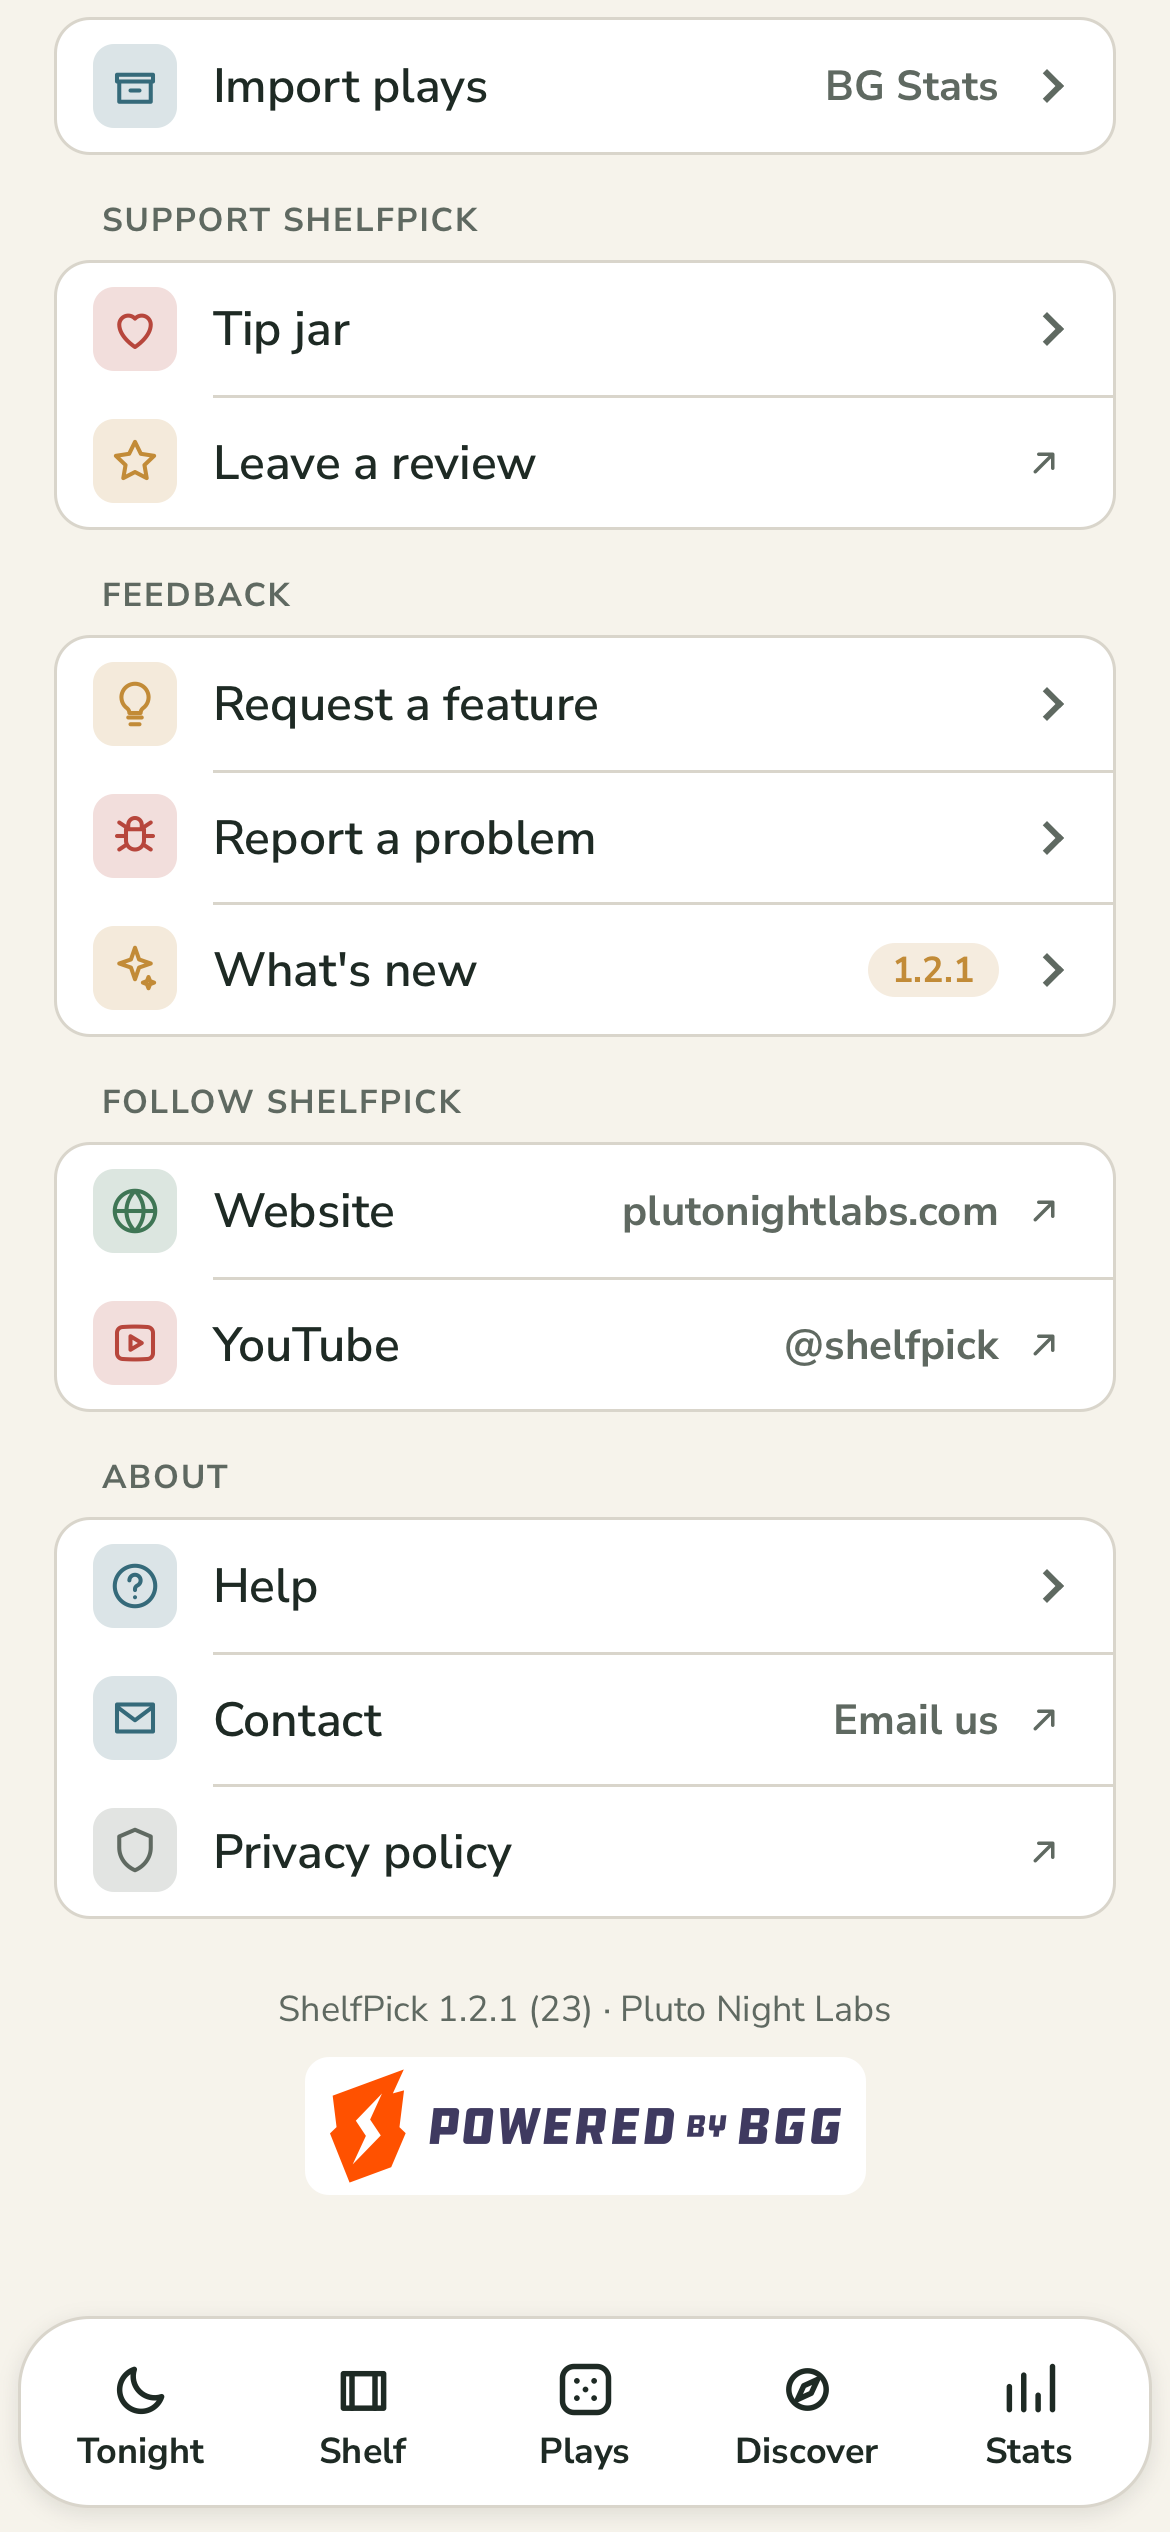 Import plays BG Stats
SUPPORT SHELFPICK
Tip jar
Leave a review
FEEDBACK
Request a feature
Report a problem
What's new 1.2.1
FOLLOW SHELFPICK
Website plutonightlabs.com
YouTube @shelfpick
ABOUT
Help
Contact Email us
Privacy policy
ShelfPick 1.2.1 (23) · Pluto Night Labs
POWERED BY BGG
Tonight Shelf Plays Discover Stats